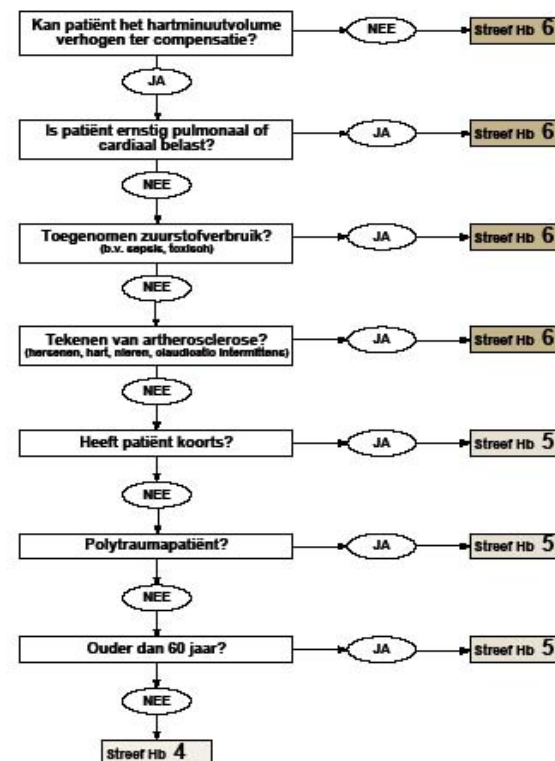 Kan patiënt het hartminuutvolume
verhogen ter compensatie?
NEE
Streef Hb 6
JA
Is patiënt ernstig pulmonaal of
cardiaal belast?
JA
Streef Hb 6
NEE
Toegenomen zuurstofverbruik?
(b.v. sepsis, toxisch)
JA
Streef Hb 6
NEE
Tekenen van artherosclerose?
(hersenen, hart, nieren, claudicatio intermittens)
JA
Streef Hb 6
NEE
Heeft patiënt koorts?
JA
Streef Hb 5
NEE
Polytraumapatiënt?
JA
Streef Hb 5
NEE
Ouder dan 60 jaar?
JA
Streef Hb 5
NEE
Streef Hb 4